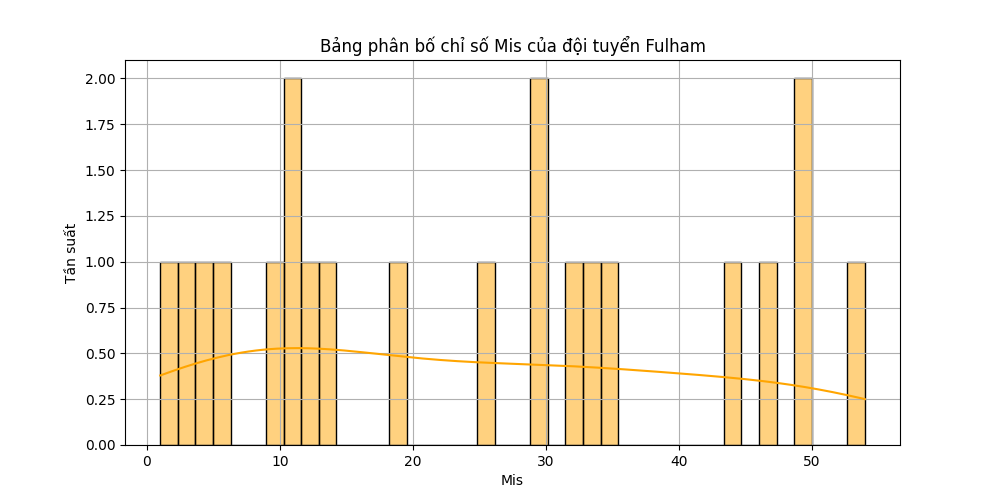 Bảng phân bố chỉ số Mis của đội tuyển Fulham
2.00
1.75
1.50
1.25
1.00
0.75
0.50
0.25
0.00
Tần suất
0 10 20 30 40 50
Mis